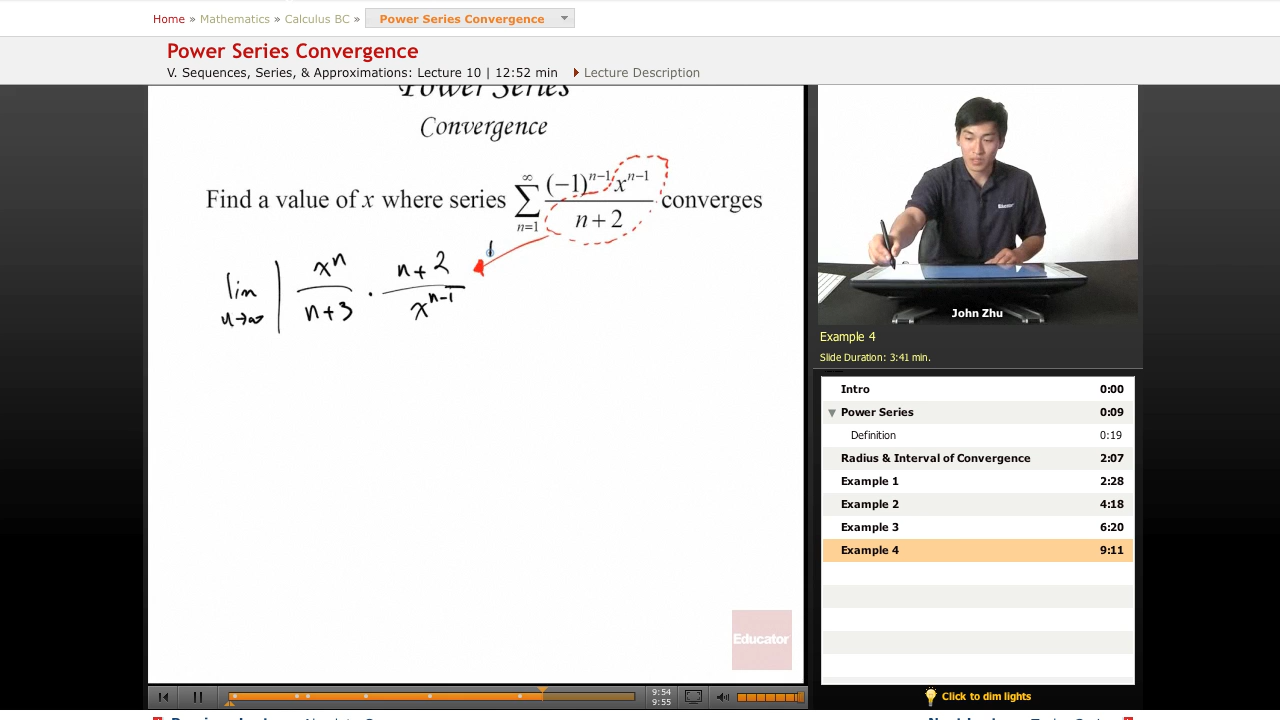 Home » Mathematics » Calculus BC » Power Series Convergence
Power Series Convergence
V. Sequences, Series, & Approximations: Lecture 10 | 12:52 min Lecture Description
Power Series
Convergence
Find a value of x where series ∑_{n=1}^{∞} (−1)^{n−1} x^{n−1} / (n + 2) converges
lim_{n→∞} | x^n / (n+3) · (n+2) / x^{n−1} |
Educator
John Zhu
Example 4
Slide Duration: 3:41 min.
Intro 0:00
Power Series 0:09
Definition 0:19
Radius & Interval of Convergence 2:07
Example 1 2:28
Example 2 4:18
Example 3 6:20
Example 4 9:11
9:54
9:55
Click to dim lights